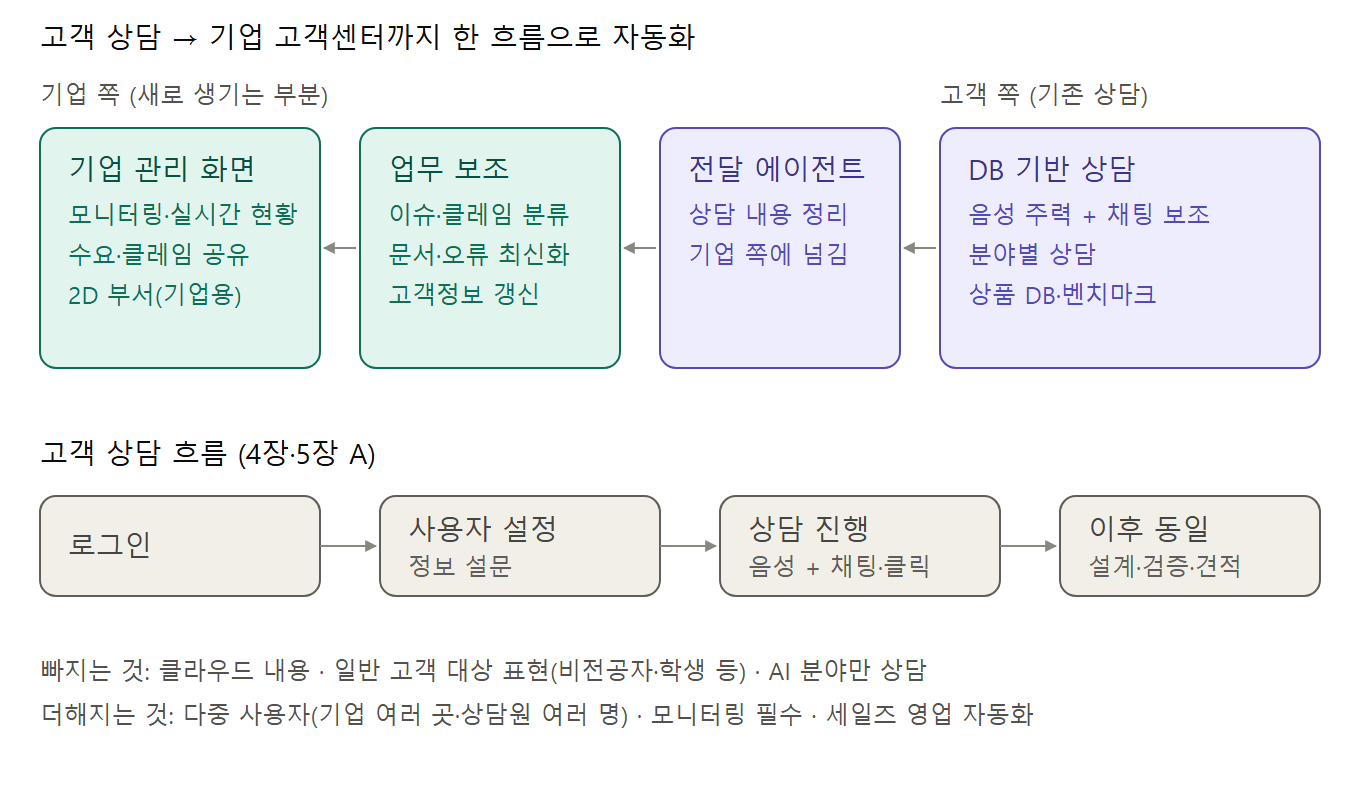 고객 상담 → 기업 고객센터까지 한 흐름으로 자동화
기업 쪽 (새로 생기는 부분)
고객 쪽 (기존 상담)
기업 관리 화면
모니터링·실시간 현황
수요·클레임 공유
2D 부서(기업용)
업무 보조
이슈·클레임 분류
문서·오류 최신화
고객정보 갱신
전달 에이전트
상담 내용 정리
기업 쪽에 넘김
DB 기반 상담
음성 주력 + 채팅 보조
분야별 상담
상품 DB·벤치마크
고객 상담 흐름 (4장·5장 A)
로그인
사용자 설정
정보 설문
상담 진행
음성 + 채팅·클릭
이후 동일
설계·검증·견적
빠지는 것: 클라우드 내용 · 일반 고객 대상 표현(비전공자·학생 등) · AI 분야만 상담
더해지는 것: 다중 사용자(기업 여러 곳·상담원 여러 명) · 모니터링 필수 · 세일즈 영업 자동화